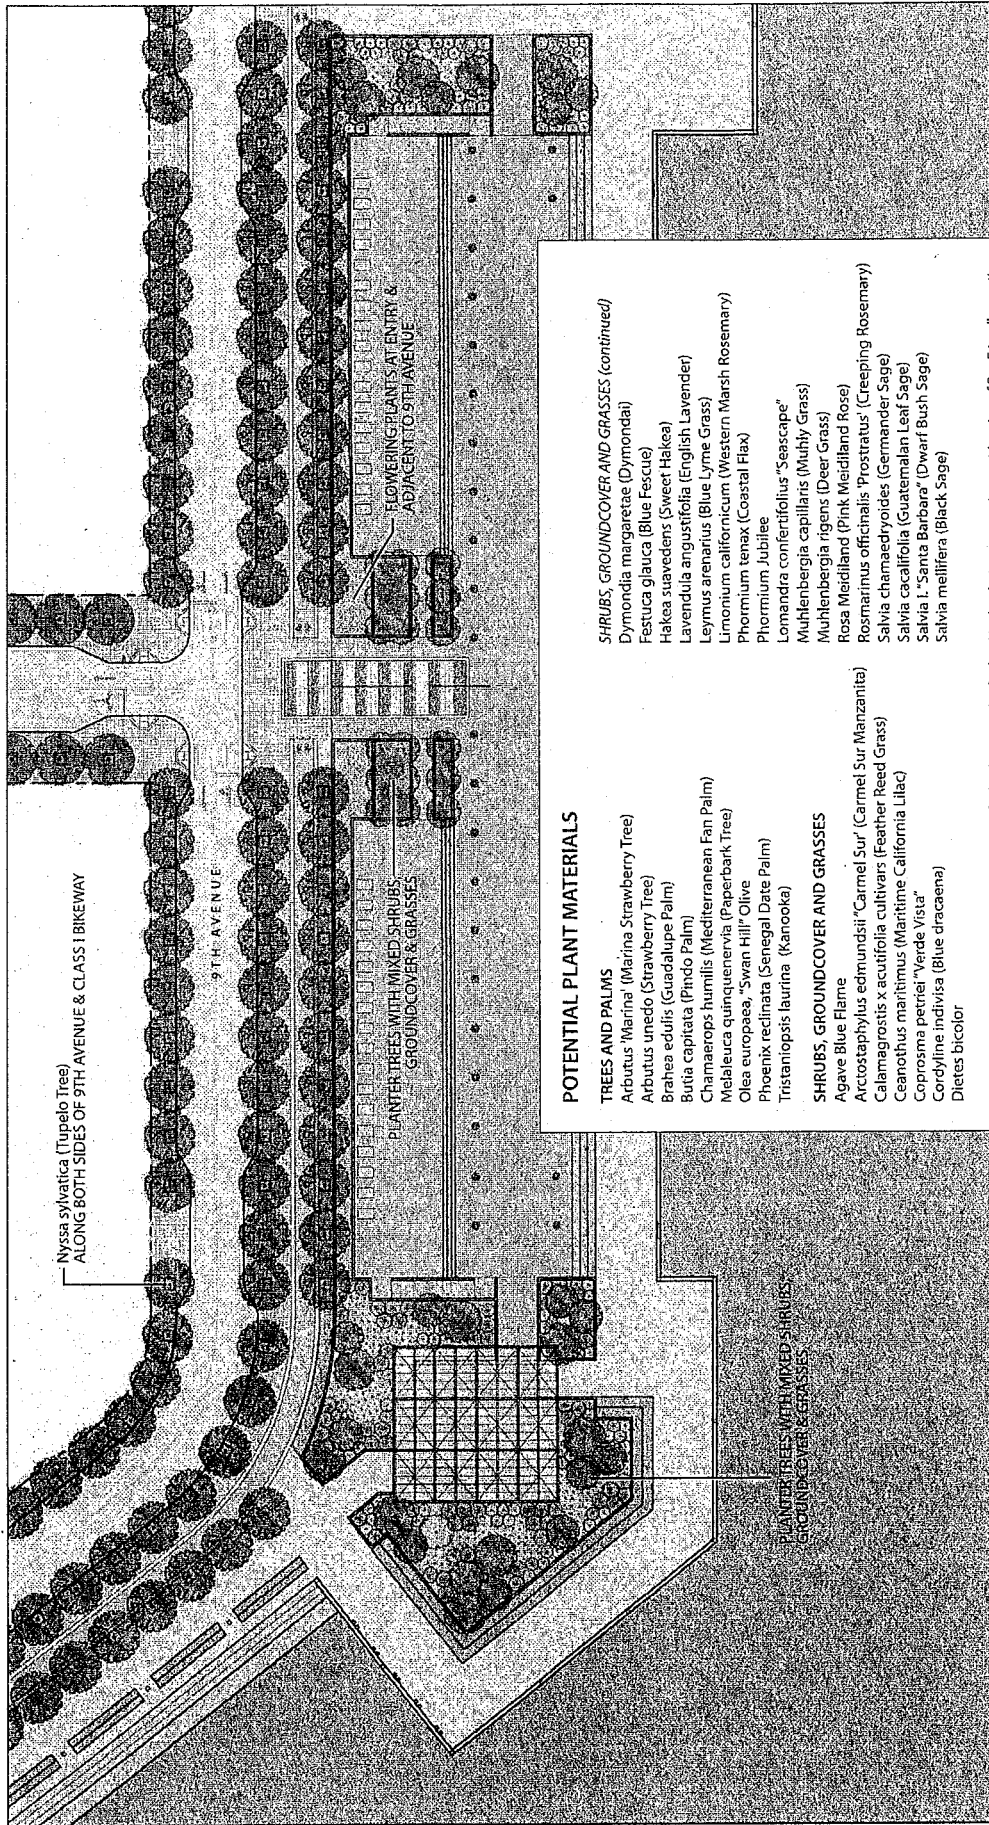 Nyssa sylvatica (Tupelo Tree)
ALONG BOTH SIDES OF 9TH AVENUE & CLASS I BIKEWAY
9TH AVENUE
PLANTER TREES WITH MIXED SHRUBS,
GROUNDCOVER & GRASSES
FLOWERING PLANTS AT ENTRY &
ADJACENT TO 9TH AVENUE
PLANTER TREES WITH MIXED SHRUBS,
GROUNDCOVER & GRASSES
POTENTIAL PLANT MATERIALS
TREES AND PALMS
Arbutus 'Marina' (Marina Strawberry Tree)
Arbutus unedo (Strawberry Tree)
Brahea edulis (Guadalupe Palm)
Butia capitata (Pindo Palm)
Chamaerops humilis (Mediterranean Fan Palm)
Melaleuca quinquenervia (Paperbark Tree)
Olea europaea, "Swan Hill" Olive
Phoenix reclinata (Senegal Date Palm)
Tristaniopsis laurina (Kanooka)
SHRUBS, GROUNDCOVER AND GRASSES
Agave Blue Flame
Arctostaphylus edmundsii "Carmel Sur' (Carmel Sur Manzanita)
Calamagrostis x acutifolia cultivars (Feather Reed Grass)
Ceanothus maritimus (Maritime California Lilac)
Coprosma petriei "Verde Vista"
Cordyline indivisa (Blue dracaena)
Dietes bicolor
SHRUBS, GROUNDCOVER AND GRASSES (continued)
Dymondia margaretae (Dymondai)
Festuca glauca (Blue Fescue)
Hakea suavedens (Sweet Hakea)
Lavendula angustifolia (English Lavender)
Leymus arenarius (Blue Lyme Grass)
Limonium californicum (Western Marsh Rosemary)
Phormium tenax (Coastal Flax)
Phormium Jubilee
Lomandra confertifolius "Seascape"
Muhlenbergia capillaris (Muhly Grass)
Muhlenbergia rigens (Deer Grass)
Rosa Meidilland (Pink Meidilland Rose)
Rosmarinus officinalis 'Prostratus' (Creeping Rosemary)
Salvia chamaedryoides (Germander Sage)
Salvia cacalifolia (Guatemalan Leaf Sage)
Salvia l. "Santa Barbara" (Dwarf Bush Sage)
Salvia mellifera (Black Sage)